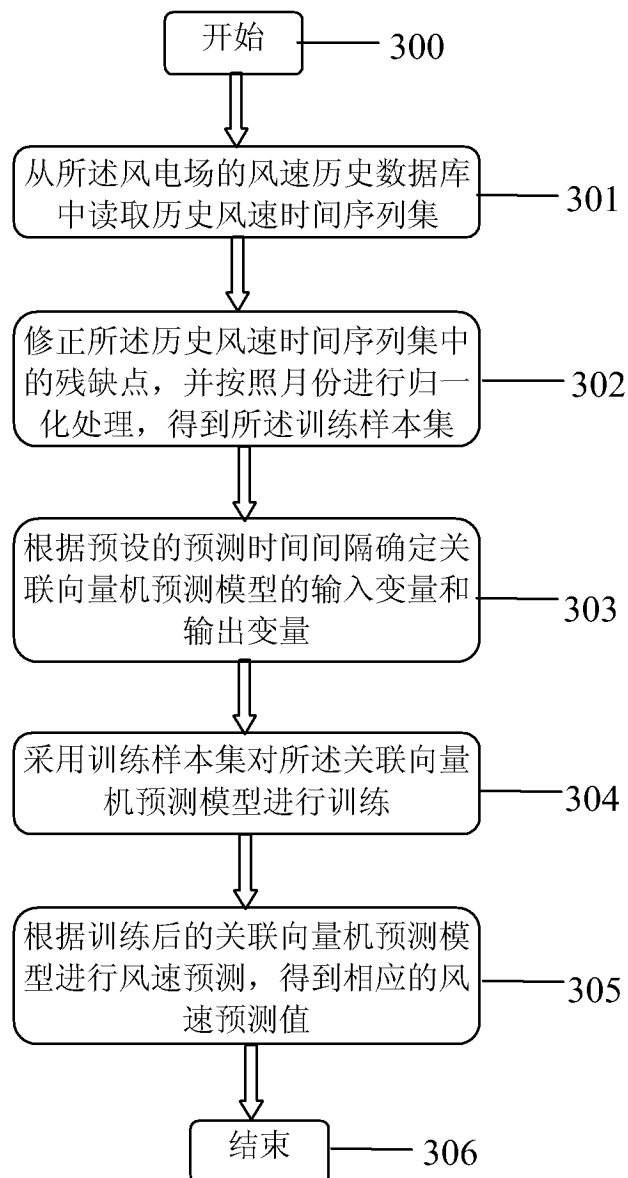 开始
300
从所述风电场的风速历史数据库
中读取历史风速时间序列集
301
修正所述历史风速时间序列集中
的残缺点，并按照月份进行归一
化处理，得到所述训练样本集
302
根据预设的预测时间间隔确定关
联向量机预测模型的输入变量和
输出变量
303
采用训练样本集对所述关联向量
机预测模型进行训练
304
根据训练后的关联向量机预测模
型进行风速预测，得到相应的风
速预测值
305
结束
306